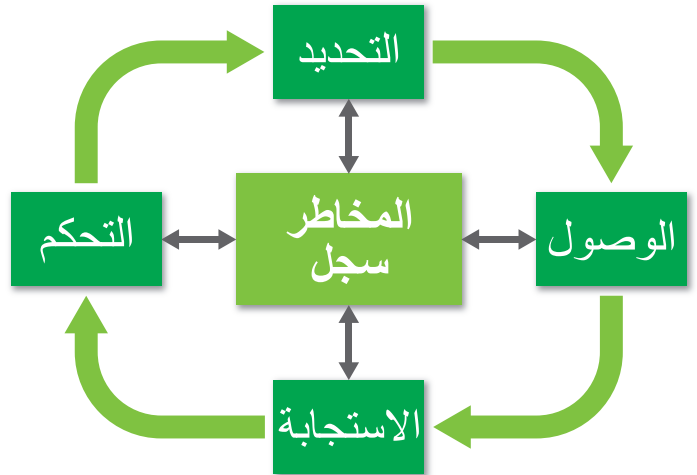 التحديد
الوصول
المخاطر
سجل
التحكم
الاستجابة